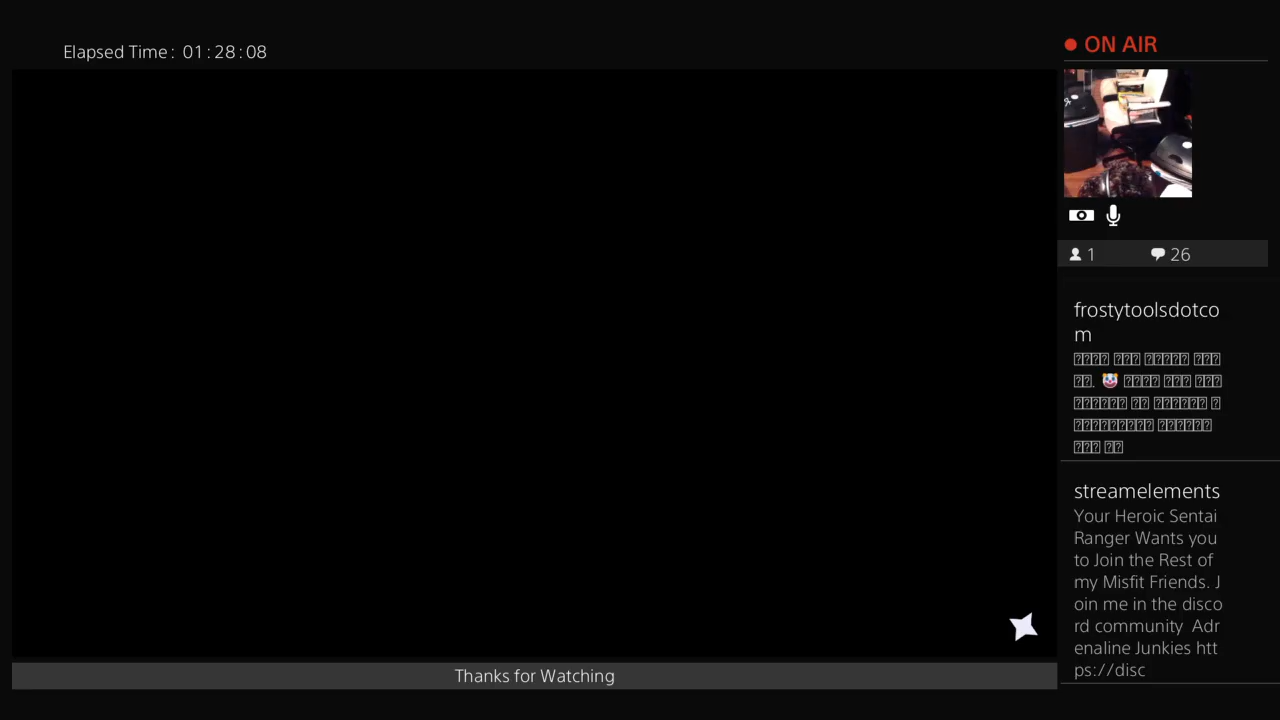 Elapsed Time: 01:28:08
ON AIR
1 26
frostytoolsdotco
m
streamelements
Your Heroic Sentai
Ranger Wants you
to Join the Rest of
my Misfit Friends. J
oin me in the disco
rd community  Adr
enaline Junkies htt
ps://disc
Thanks for Watching